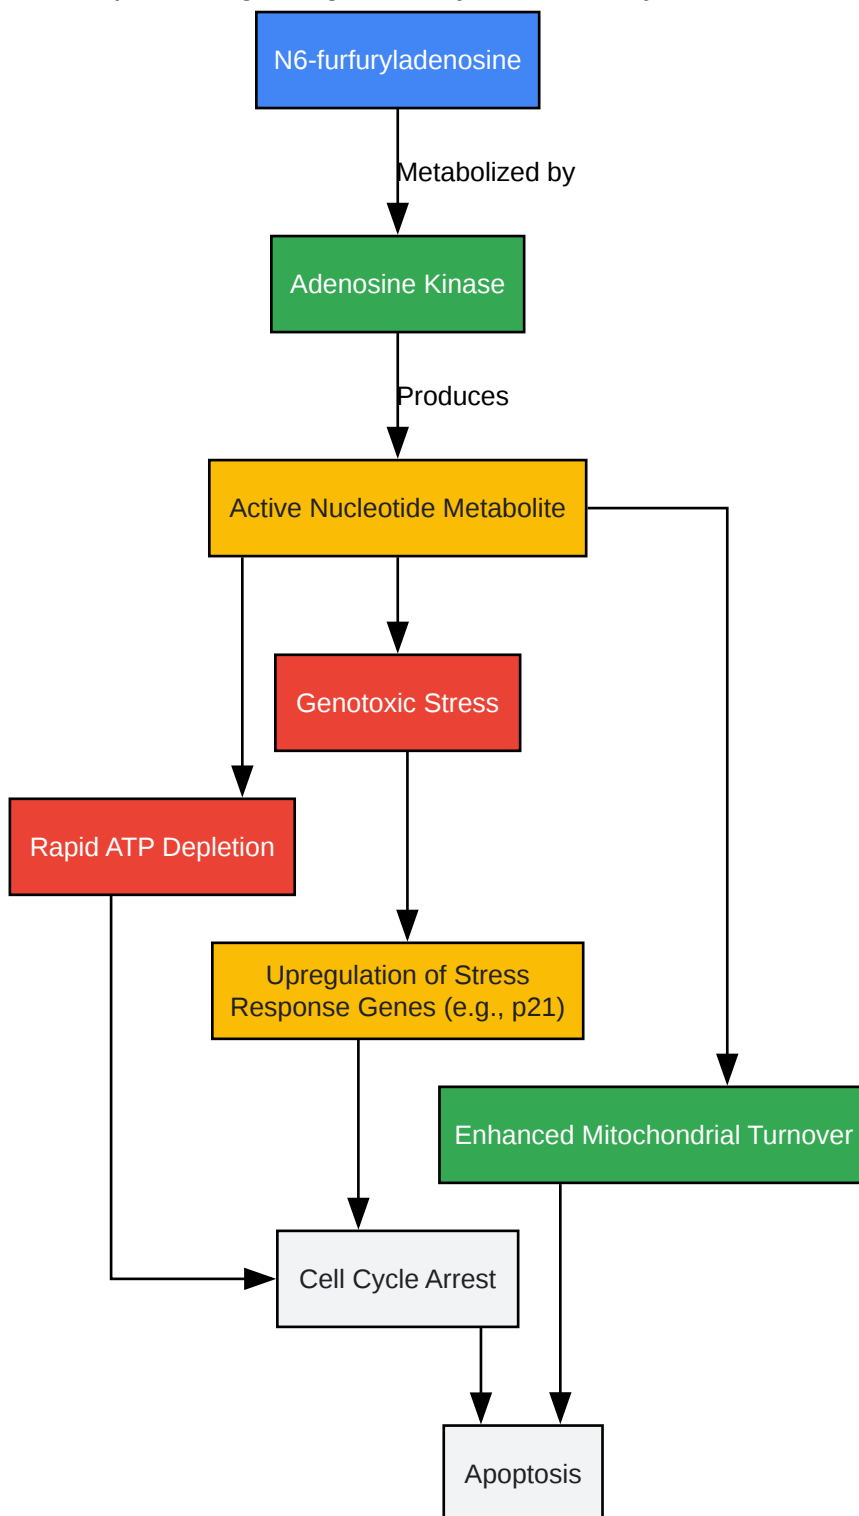 N6-furfuryladenosine
Metabolized by
Adenosine Kinase
Produces
Active Nucleotide Metabolite
Genotoxic Stress
Rapid ATP Depletion
Upregulation of Stress
Response Genes (e.g., p21)
Enhanced Mitochondrial Turnover
Cell Cycle Arrest
Apoptosis